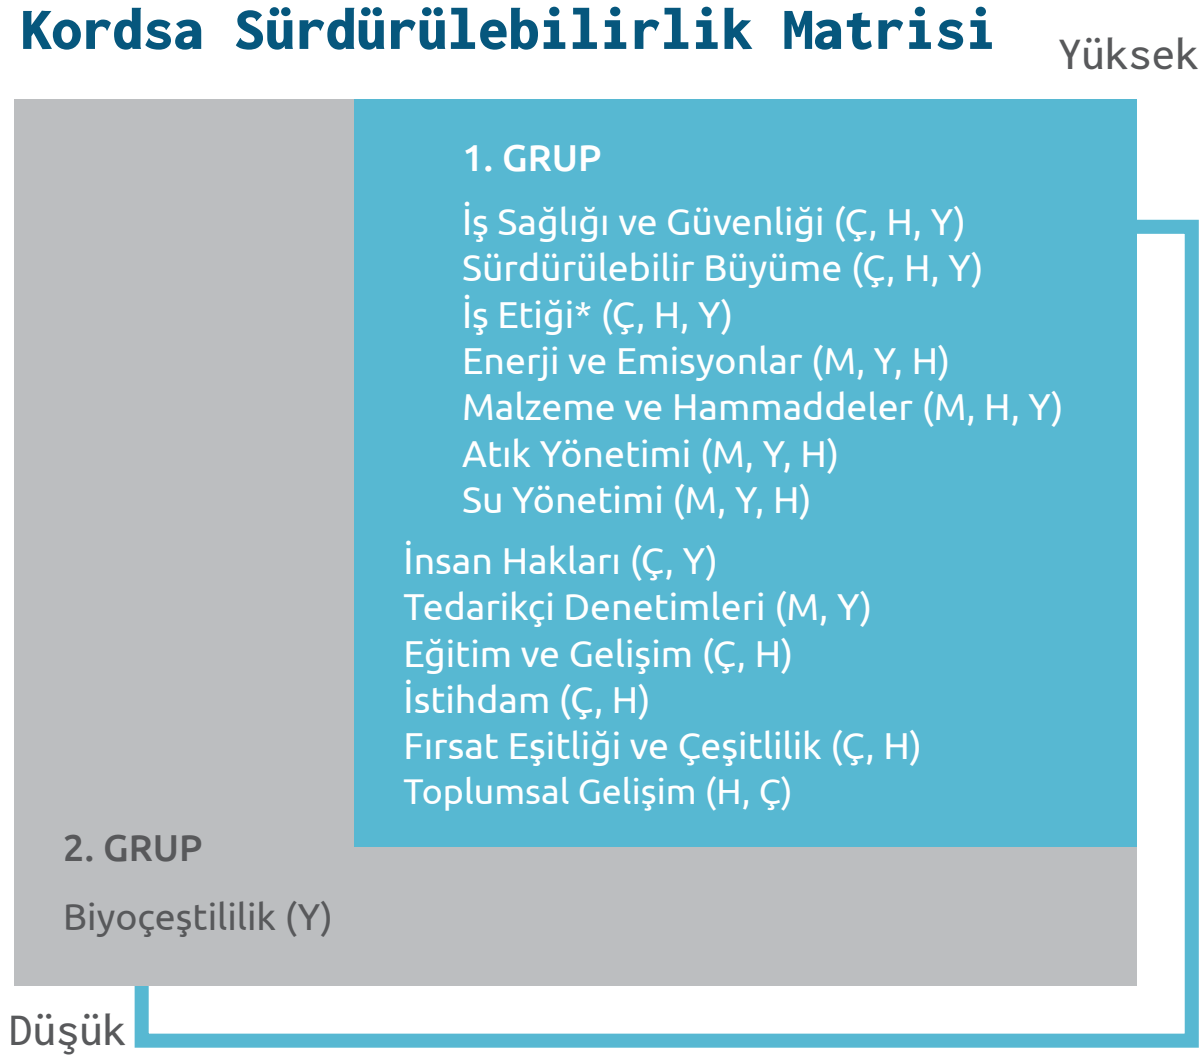 Kordsa Sürdürülebilirlik Matrisi
Yüksek
1. GRUP
İş Sağlığı ve Güvenliği (Ç, H, Y)
Sürdürülebilir Büyüme (Ç, H, Y)
İş Etiği* (Ç, H, Y)
Enerji ve Emisyonlar (M, Y, H)
Malzeme ve Hammaddeler (M, H, Y)
Atık Yönetimi (M, Y, H)
Su Yönetimi (M, Y, H)
İnsan Hakları (Ç, Y)
Tedarikçi Denetimleri (M, Y)
Eğitim ve Gelişim (Ç, H)
İstihdam (Ç, H)
Fırsat Eşitliği ve Çeşitlilik (Ç, H)
Toplumsal Gelişim (H, Ç)
2. GRUP
Biyoçeştililik (Y)
Düşük